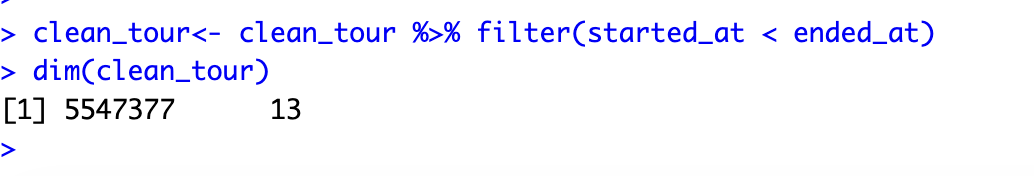 > clean_tour<- clean_tour %>% filter(started_at < ended_at)
> dim(clean_tour)
[1] 5547377      13
>